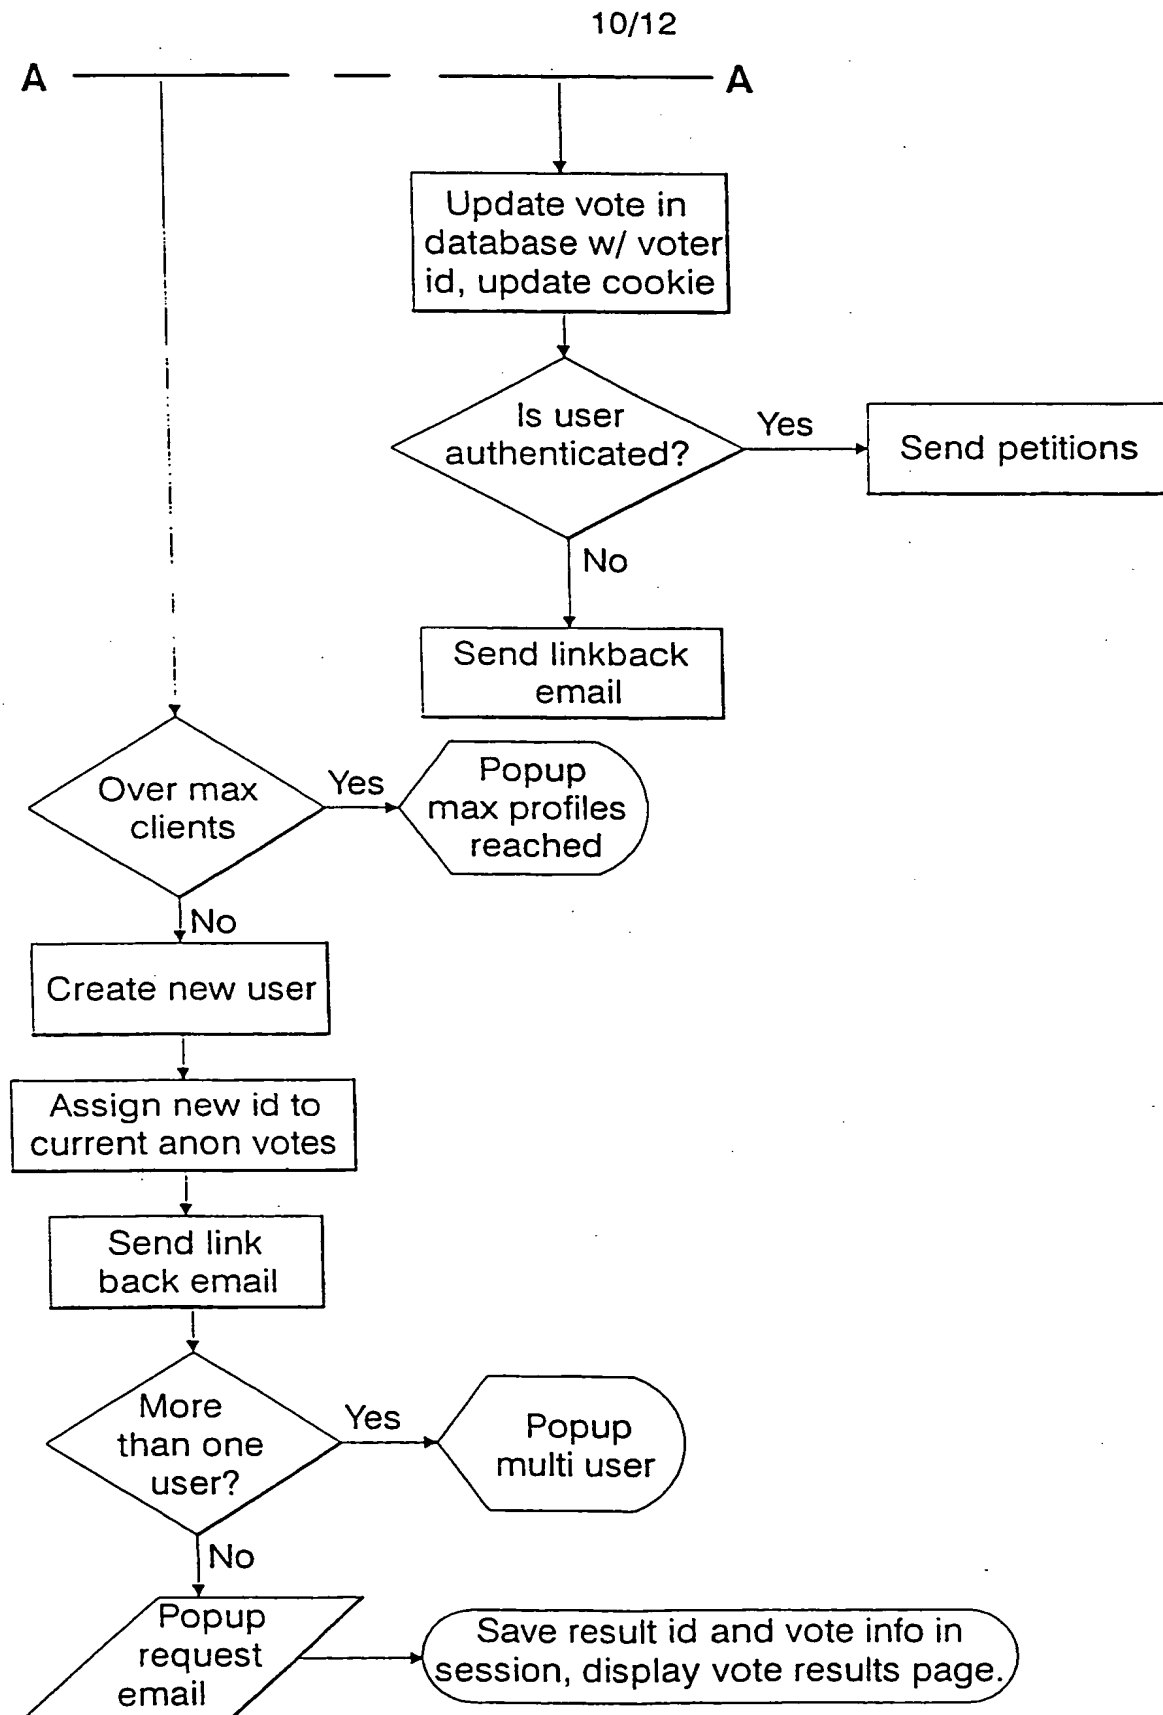 10/12
A
A
Update vote in
database w/ voter
id, update cookie
Is user
authenticated?
Yes
Send petitions
No
Send linkback
email
Over max
clients
Yes
Popup
max profiles
reached
No
Create new user
Assign new id to
current anon votes
Send link
back email
More
than one
user?
Yes
Popup
multi user
No
Popup
request
email
Save result id and vote info in
session, display vote results page.